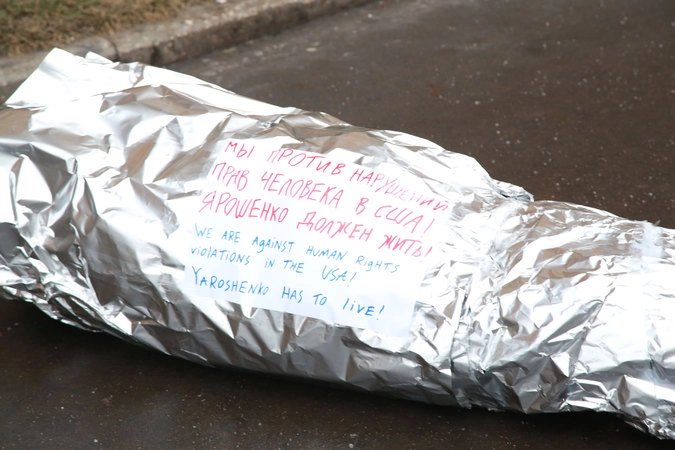 МЫ ПРОТИВ НАРУШЕНИЙ
ПРАВ ЧЕЛОВЕКА В США!
ЯРОШЕНКО ДОЛЖЕН ЖИТЬ!
WE ARE AGAINST HUMAN RIGHTS
VIOLATIONS IN THE USA!
YAROSHENKO HAS TO LIVE!